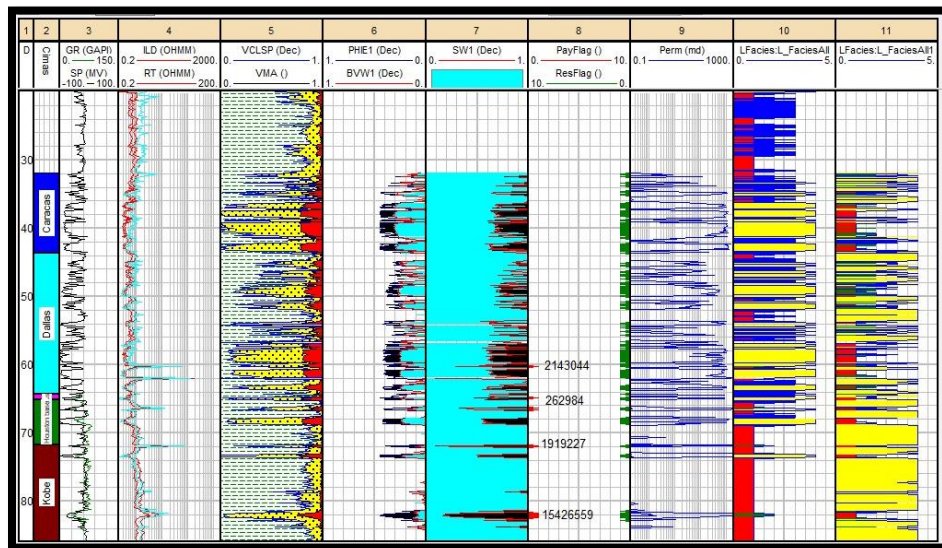 1 2 3 4 5 6 7 8 9 10 11
D Cimas GR (GAPI) ILD (OHMM) VCLSP (Dec) PHIE1 (Dec) SW1 (Dec) PayFlag () Perm (md) LFacies:L_FaciesAll LFacies:L_FaciesAll1
0. 150. 0.2 2000. 0. 1. 1. 0. 0. 1. 0. 10. 0.1 1000. 0. 5. 0. 5.
SP (MV) RT (OHMM) VMA () BVW1 (Dec) ResFlag ()
-100. 100. 0.2 200. 0. 1. 1. 0. 10. 0.
30
Caracas
40
50
Dallas
60
2143044
262984
Houston base
70
1919227
Kobe
80
15426559